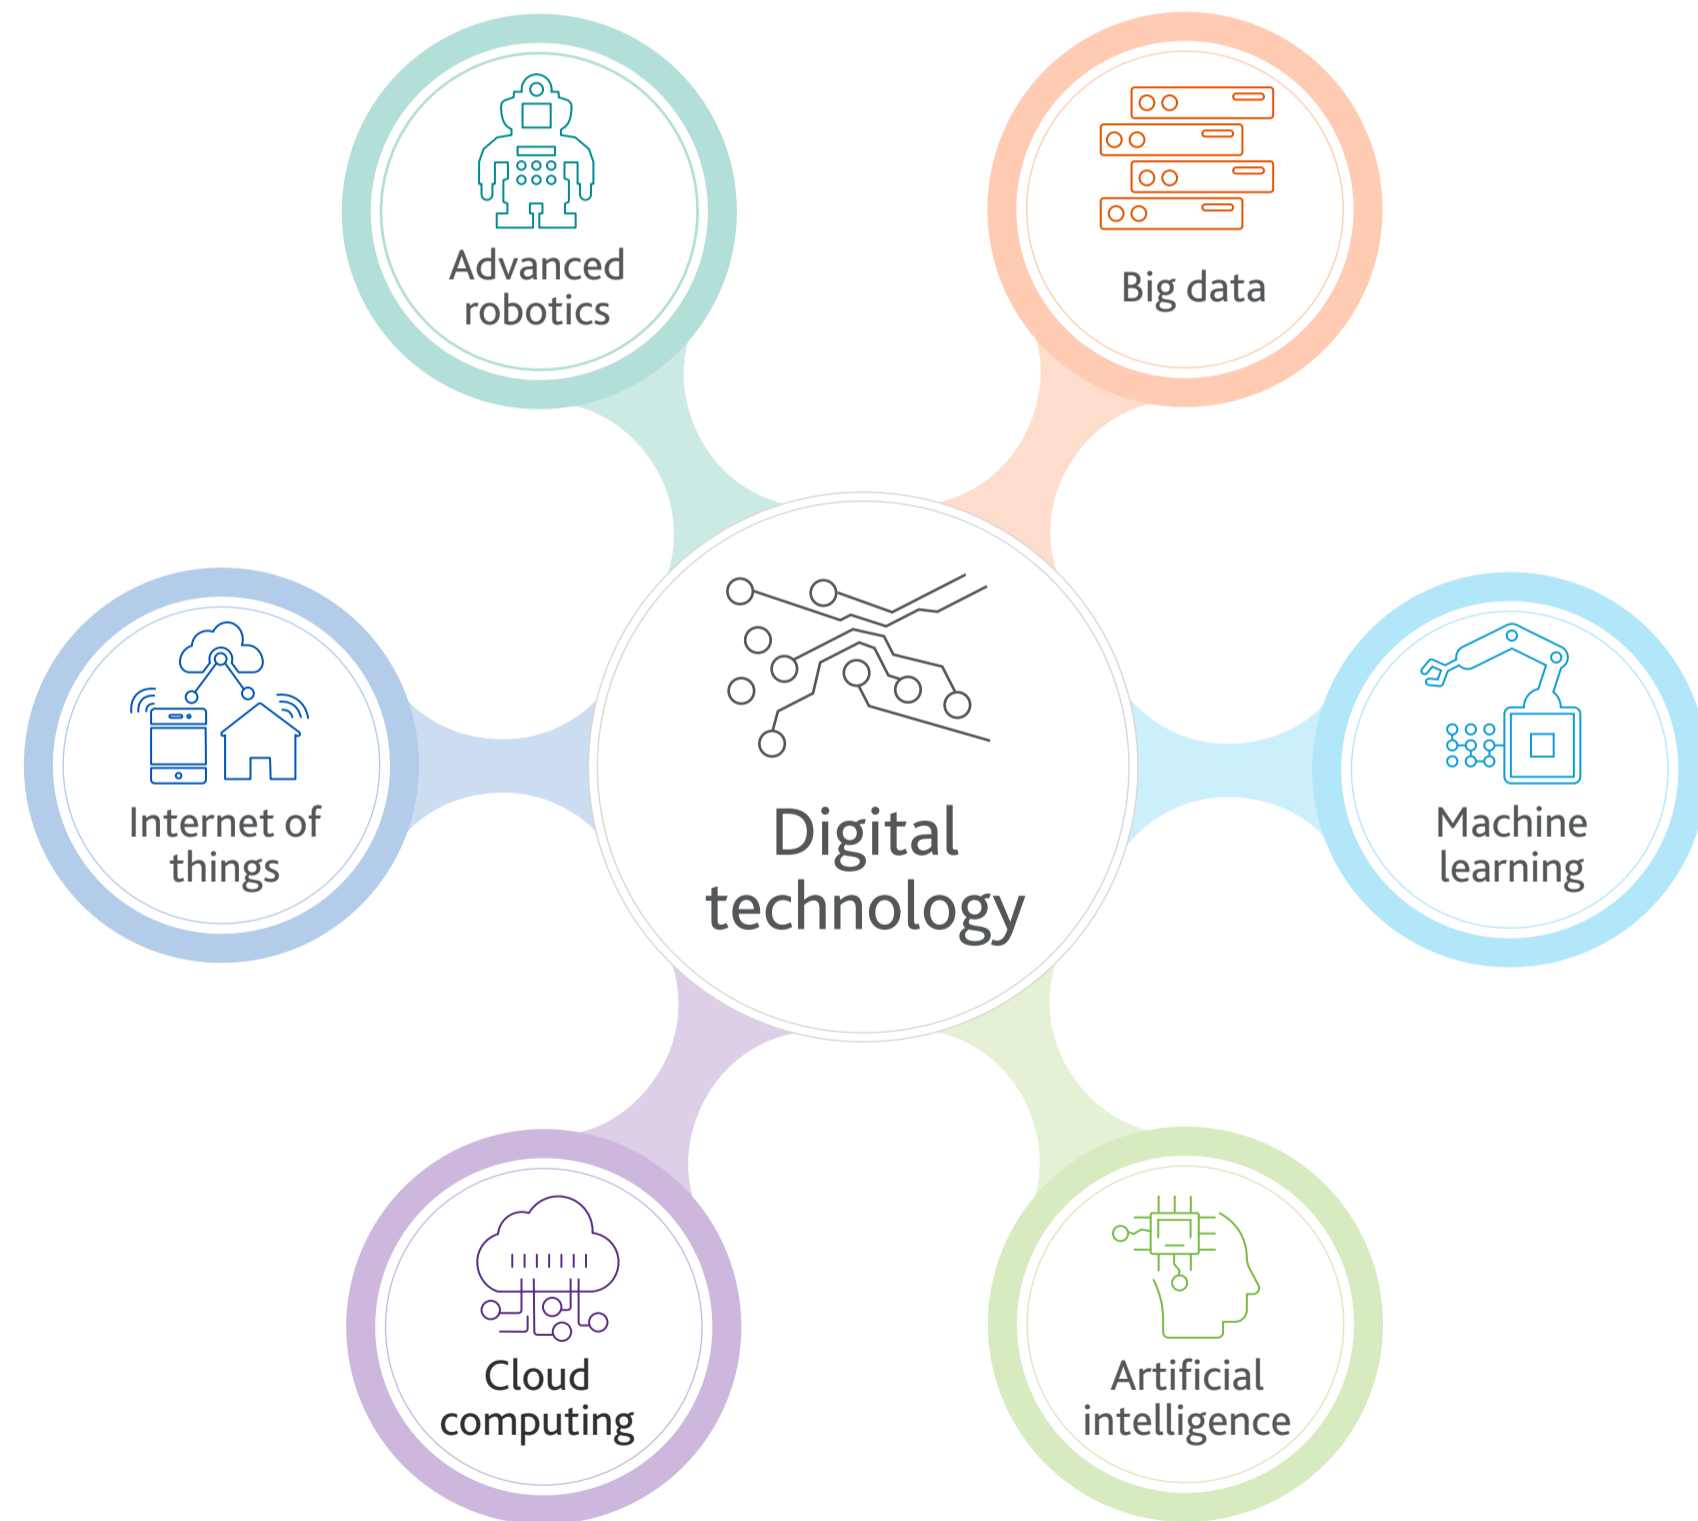 Advanced
robotics
Big data
Internet of
things
Digital
technology
Machine
learning
Cloud
computing
Artificial
intelligence